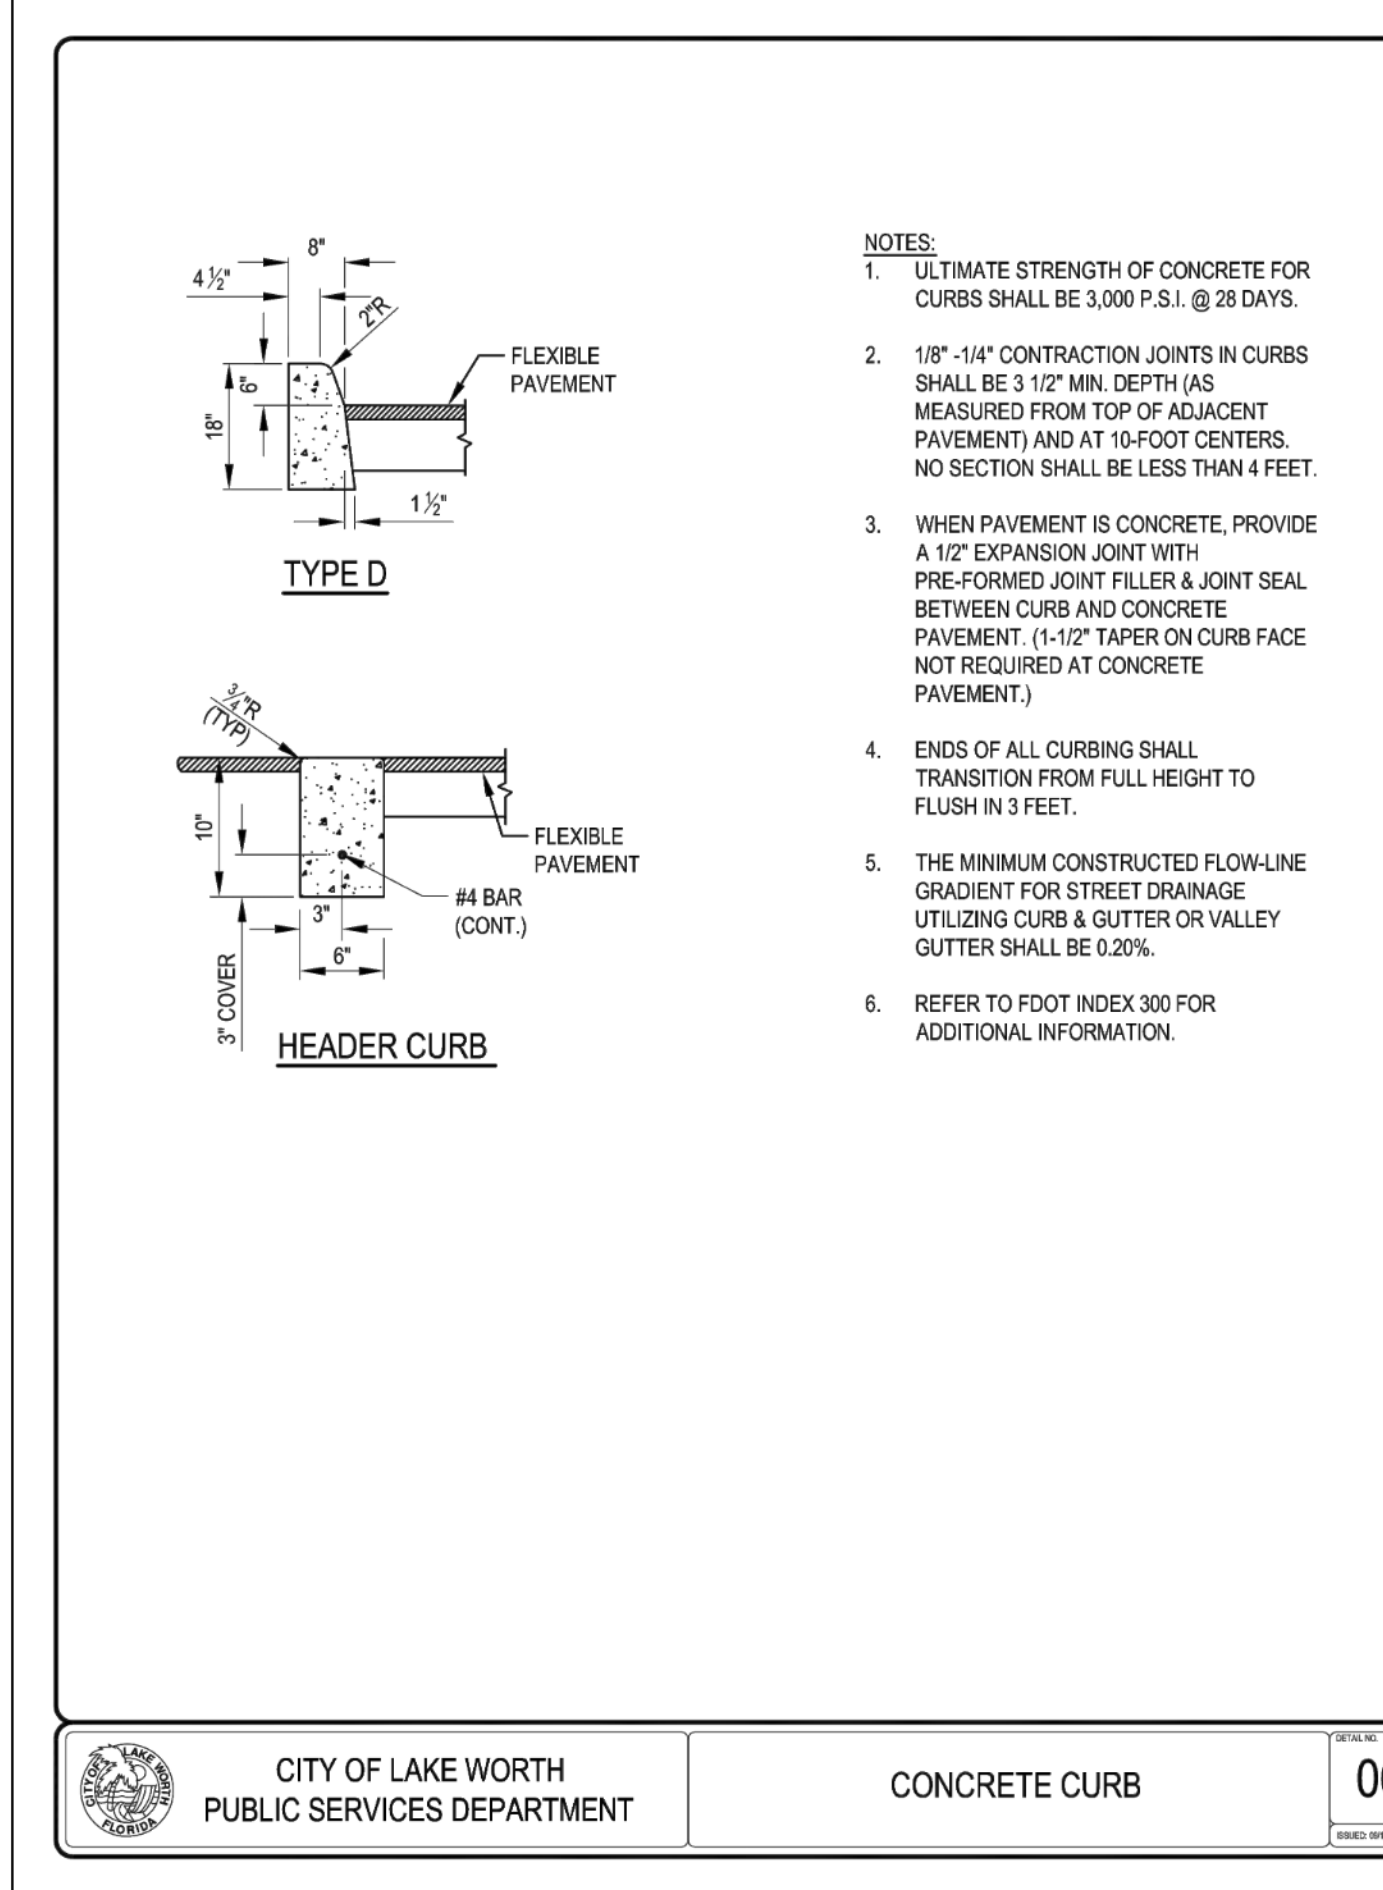 8"
4 1/2"
2"R
FLEXIBLE
PAVEMENT
6"
18"
1 1/2"
TYPE D
3/4"R
(TYP)
10"
FLEXIBLE
PAVEMENT
#4 BAR
(CONT.)
3"
6"
3" COVER
HEADER CURB
NOTES:
1. ULTIMATE STRENGTH OF CONCRETE FOR
CURBS SHALL BE 3,000 P.S.I. @ 28 DAYS.
2. 1/8" -1/4" CONTRACTION JOINTS IN CURBS
SHALL BE 3 1/2" MIN. DEPTH (AS
MEASURED FROM TOP OF ADJACENT
PAVEMENT) AND AT 10-FOOT CENTERS.
NO SECTION SHALL BE LESS THAN 4 FEET.
3. WHEN PAVEMENT IS CONCRETE, PROVIDE
A 1/2" EXPANSION JOINT WITH
PRE-FORMED JOINT FILLER & JOINT SEAL
BETWEEN CURB AND CONCRETE
PAVEMENT. (1-1/2" TAPER ON CURB FACE
NOT REQUIRED AT CONCRETE
PAVEMENT.)
4. ENDS OF ALL CURBING SHALL
TRANSITION FROM FULL HEIGHT TO
FLUSH IN 3 FEET.
5. THE MINIMUM CONSTRUCTED FLOW-LINE
GRADIENT FOR STREET DRAINAGE
UTILIZING CURB & GUTTER OR VALLEY
GUTTER SHALL BE 0.20%.
6. REFER TO FDOT INDEX 300 FOR
ADDITIONAL INFORMATION.
CITY OF LAKE WORTH
FLORIDA
CITY OF LAKE WORTH
PUBLIC SERVICES DEPARTMENT
CONCRETE CURB
DETAIL NO.
ISSUED: